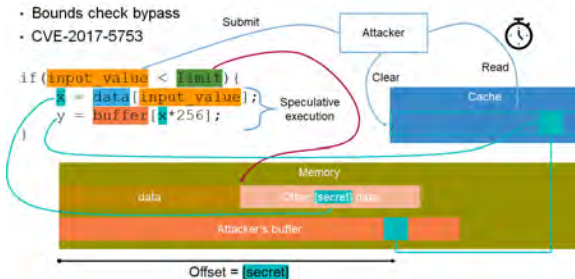 • Bounds check bypass
• CVE-2017-5753
Submit
Attacker
Clear
Read
Cache
if(input_value < limit){
x = data[input_value];
y = buffer[x*256];
}
Speculative
execution
Memory
data
Other [secret] data
Attacker's buffer
Offset = [secret]